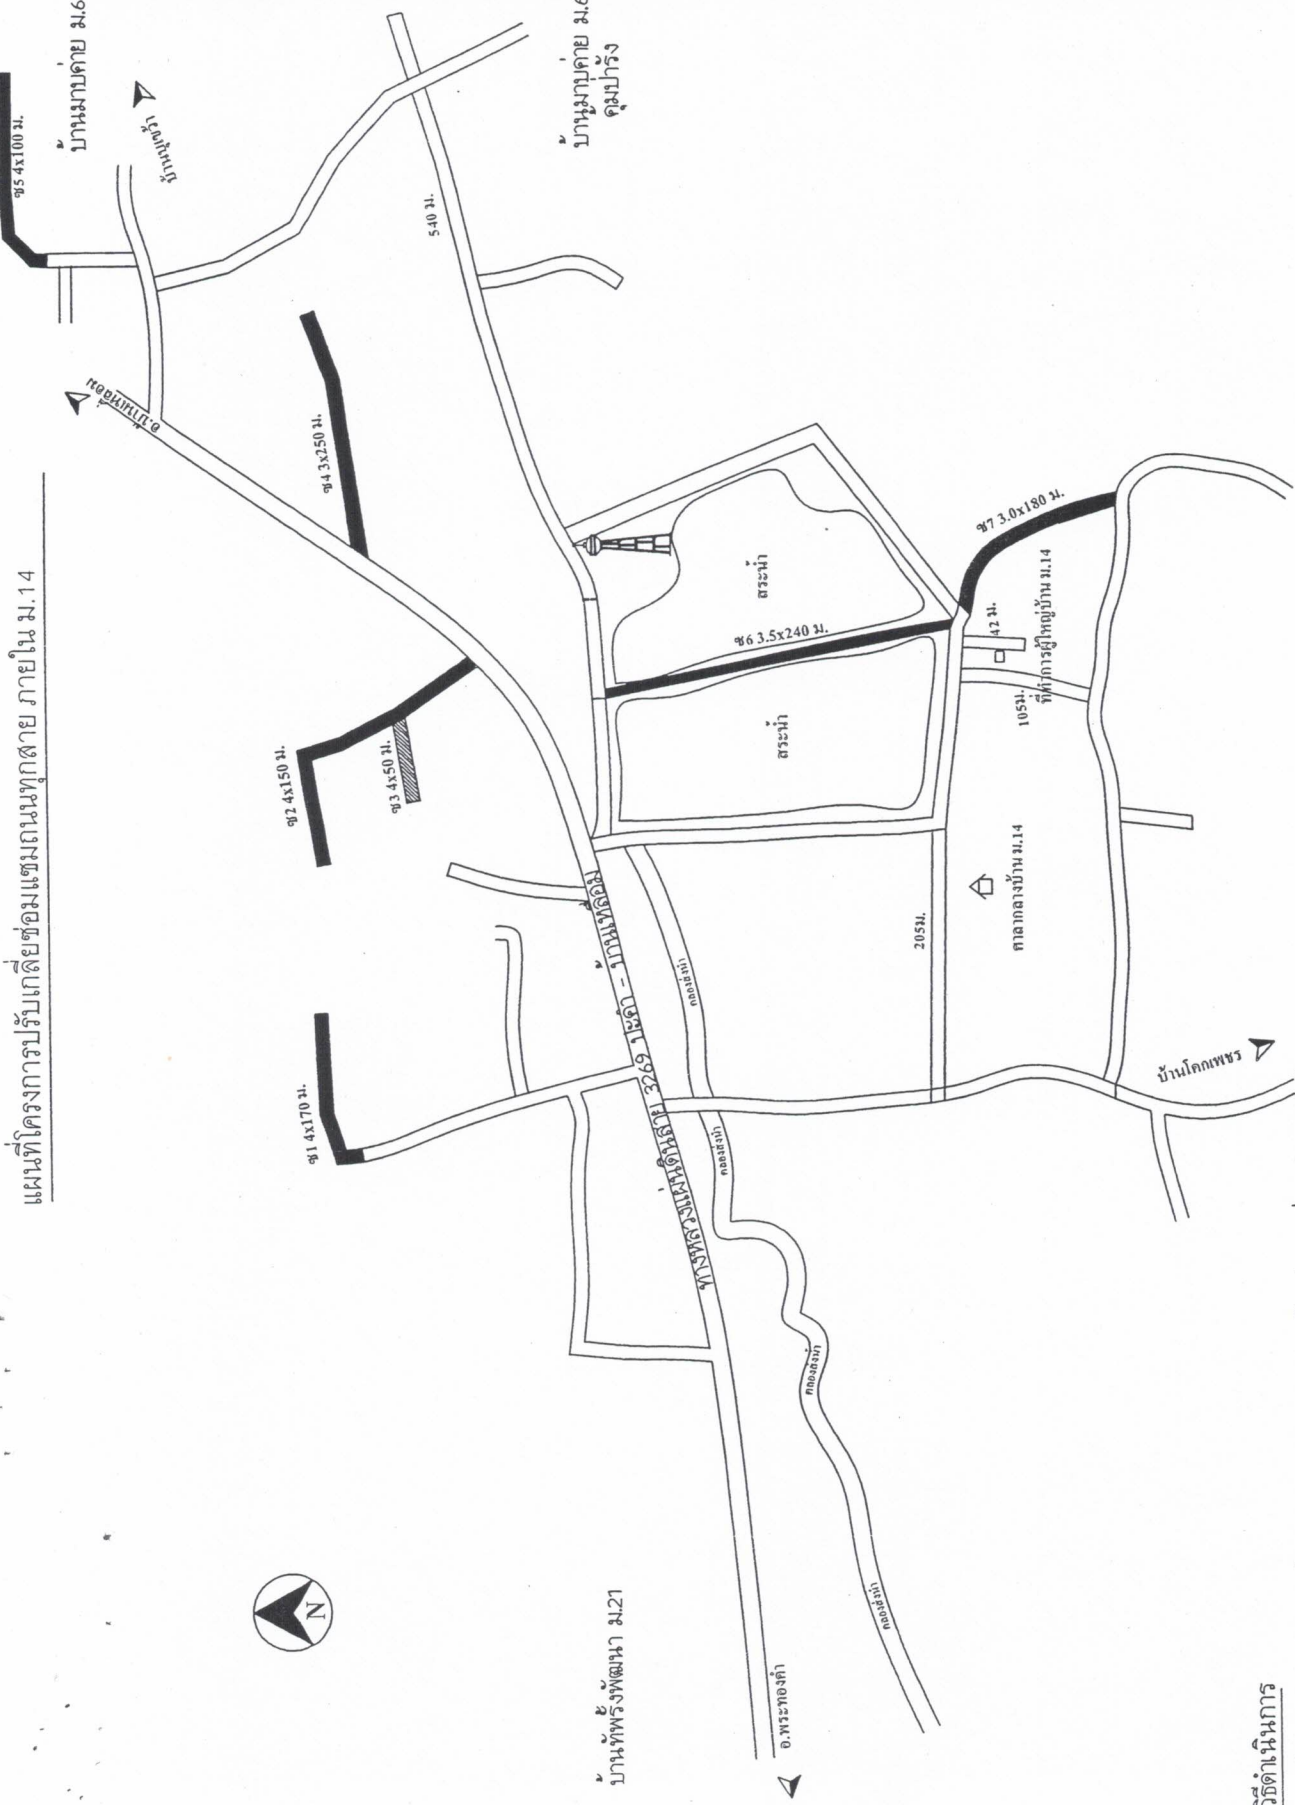 แผนที่โครงการปรับเกลี่ยซ่อมแซมถนนทุกสาย ภายใน ม.14
ซ5 4x100 ม.
บ้านมาบค่าย ม.6
บ้านมาบค่าย ม.6
คุมป่ารัง
540 ม.
ซ4 3x250 ม.
ซ2 4x150 ม.
ซ3 4x50 ม.
ซ1 4x170 ม.
ทางหลวงแผ่นดินสาย 3269 ปะคำ - บ้านเหลื่อม
คลองส่งน้ำ
คลองส่งน้ำ
คลองส่งน้ำ
คลองส่งน้ำ
สระน้ำ
สระน้ำ
ซ6 3.5x240 ม.
ซ7 3.0x180 ม.
42 ม.
ที่ทำการผู้ใหญ่บ้าน ม.14
105ม.
205ม.
ศาลากลางบ้าน ม.14
บ้านโคกเพชร
N
บ้านทัพรั้งพัฒนา ม.21
อ.พระทองคำ
วิธีดำเนินการ